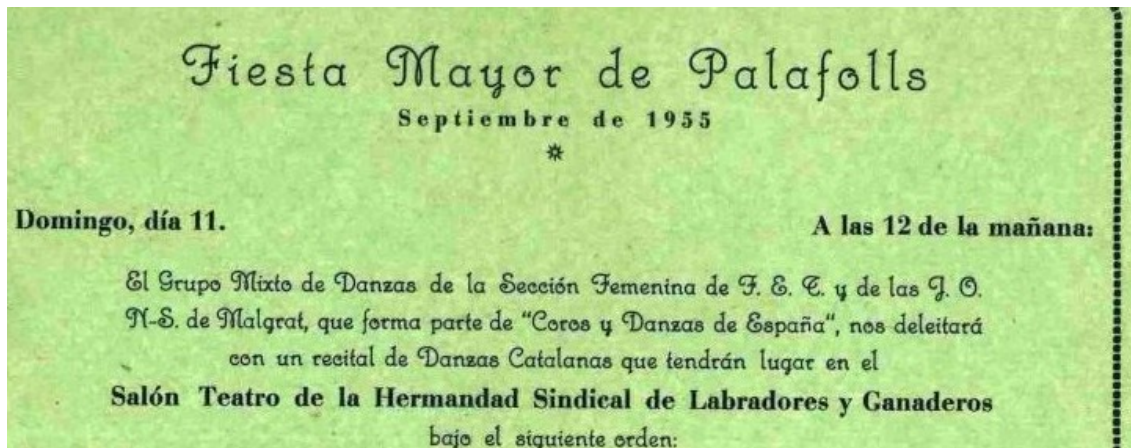 Fiesta Mayor de Palafolls
Septiembre de 1955
Domingo, día 11.
A las 12 de la mañana:
El Grupo Mixto de Danzas de la Sección Femenina de F. E. T. y de las J. O.
N-S. de Malgrat, que forma parte de "Coros y Danzas de España", nos deleitará
con un recital de Danzas Catalanas que tendrán lugar en el
Salón Teatro de la Hermandad Sindical de Labradores y Ganaderos
bajo el siguiente orden: